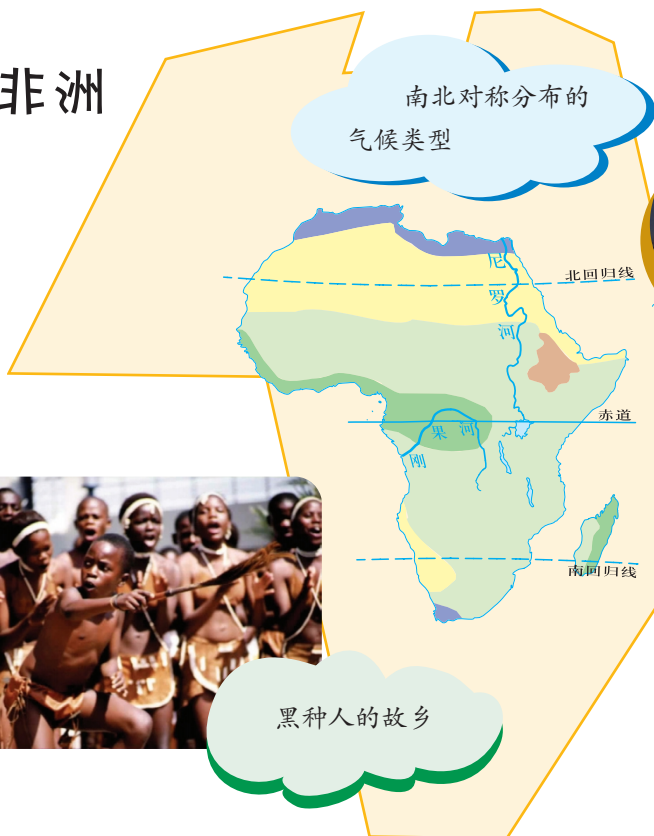 非洲
南北对称分布的
气候类型
尼
罗
河
北回归线
赤道
刚 果 河
南回归线
黑种人的故乡